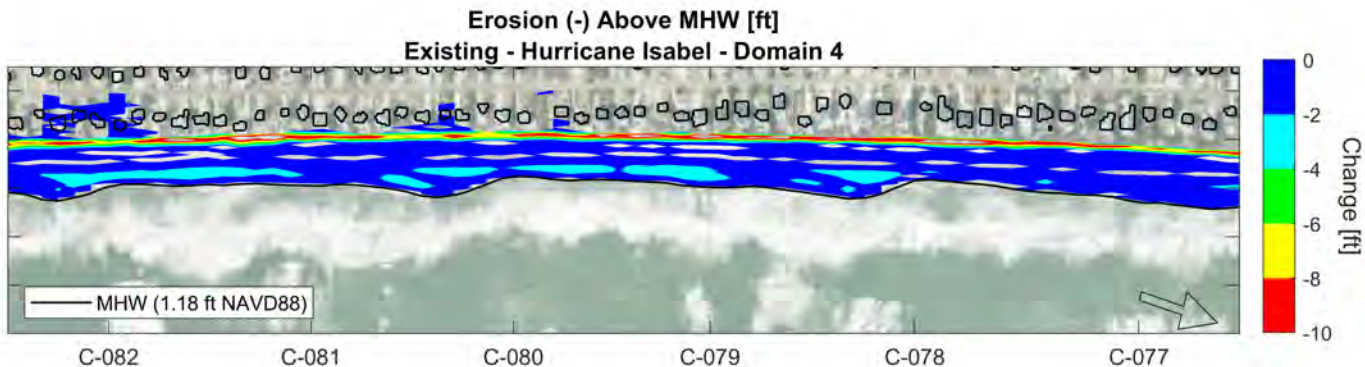 Erosion (-) Above MHW [ft]
Existing - Hurricane Isabel - Domain 4
0
-2
-4
-6
-8
-10
Change [ft]
MHW (1.18 ft NAVD88)
C-082 C-081 C-080 C-079 C-078 C-077